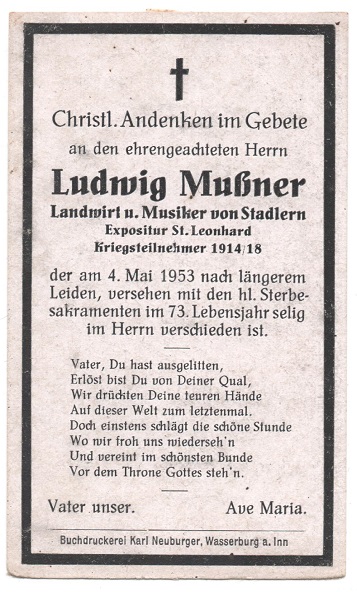 Christl. Andenken im Gebete
an den ehrengeachteten Herrn
Ludwig Mußner
Landwirt u. Musiker von Stadlern
Expositur St. Leonhard
Kriegsteilnehmer 1914/18
der am 4. Mai 1953 nach längerem
Leiden, versehen mit den hl. Sterbe-
sakramenten im 73. Lebensjahr selig
im Herrn verschieden ist.
Vater, Du hast ausgelitten,
Erlöst bist Du von Deiner Qual,
Wir drückten Deine teuren Hände
Auf dieser Welt zum letztenmal.
Doch einstens schlägt die schöne Stunde
Wo wir froh uns wiederseh'n
Und vereint im schönsten Bunde
Vor dem Throne Gottes steh'n.
Vater unser. Ave Maria.
Buchdruckerei Karl Neuburger, Wasserburg a. Inn